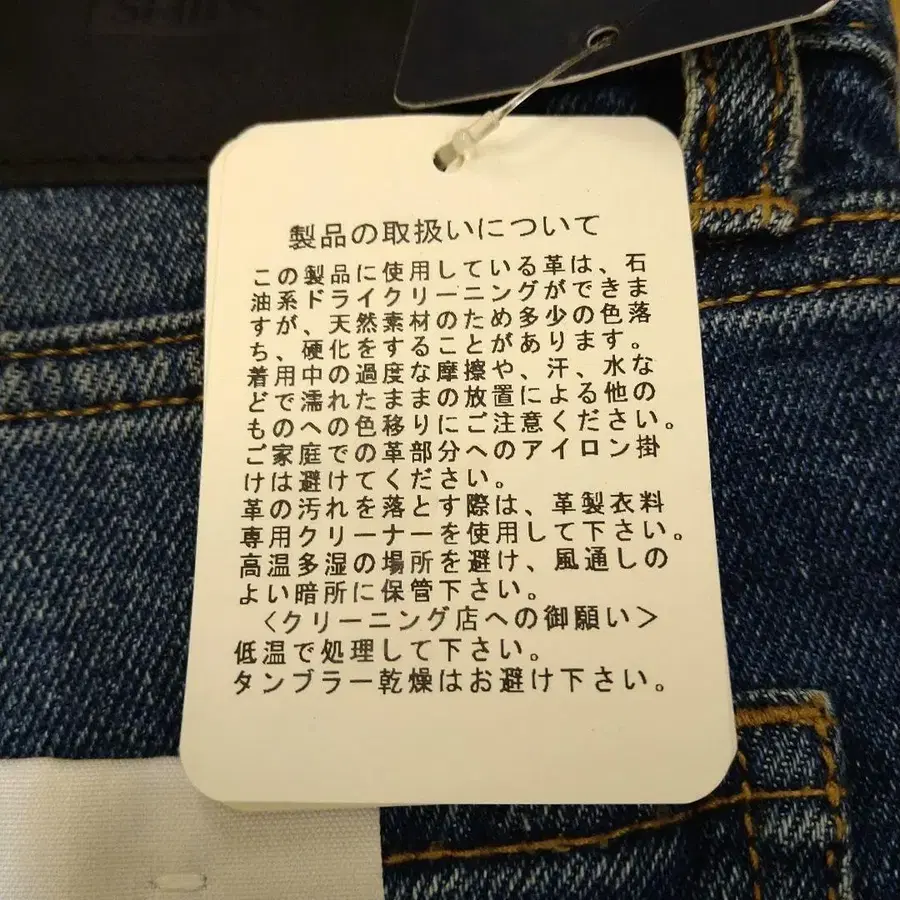 製品の取扱いについて
この製品に使用している革は、石
油系ドライクリーニングができま
すが、天然素材のため多少の色落
ち、硬化をすることがあります。
着用中の過度な摩擦や、汗、水な
どで濡れたままの放置による他の
ものへの色移りにご注意ください。
ご家庭での革部分へのアイロン掛
けは避けてください。
革の汚れを落とす際は、革製衣料
専用クリーナーを使用して下さい。
高温多湿の場所を避け、風通しの
よい暗所に保管下さい。
〈クリーニング店への御願い〉
低温で処理して下さい。
タンブラー乾燥はお避け下さい。